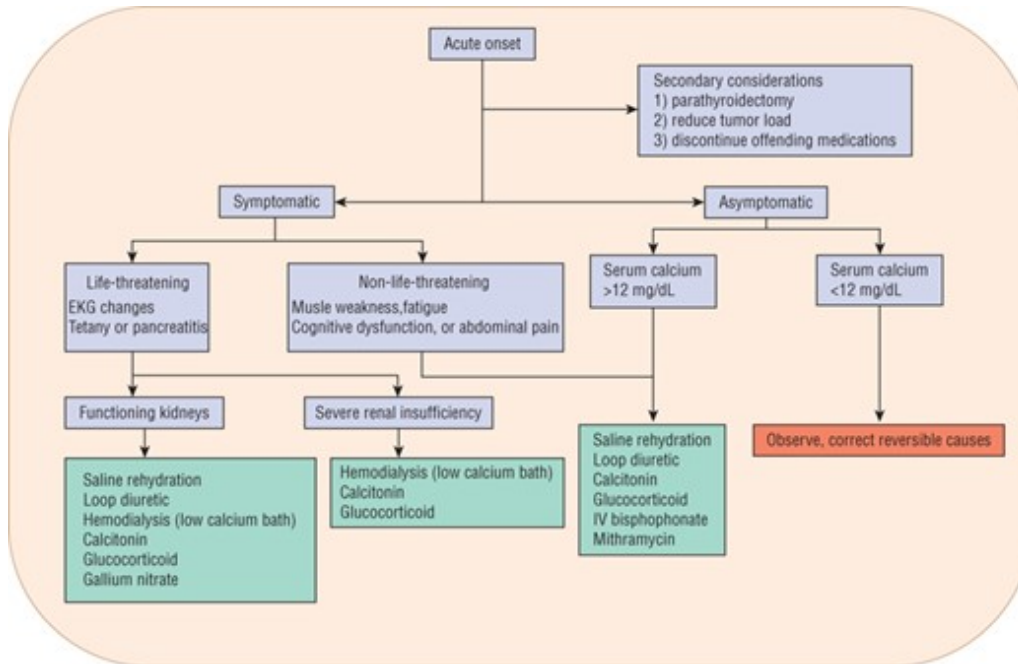 Acute onset
Secondary considerations
1) parathyroidectomy
2) reduce tumor load
3) discontinue offending medications
Symptomatic
Asymptomatic
Life-threatening
EKG changes
Tetany or pancreatitis
Non-life-threatening
Musle weakness,fatigue
Cognitive dysfunction, or abdominal pain
Serum calcium
>12 mg/dL
Serum calcium
<12 mg/dL
Functioning kidneys
Severe renal insufficiency
Saline rehydration
Loop diuretic
Hemodialysis (low calcium bath)
Calcitonin
Glucocorticoid
Gallium nitrate
Hemodialysis (low calcium bath)
Calcitonin
Glucocorticoid
Saline rehydration
Loop diuretic
Calcitonin
Glucocorticoid
IV bisphophonate
Mithramycin
Observe, correct reversible causes